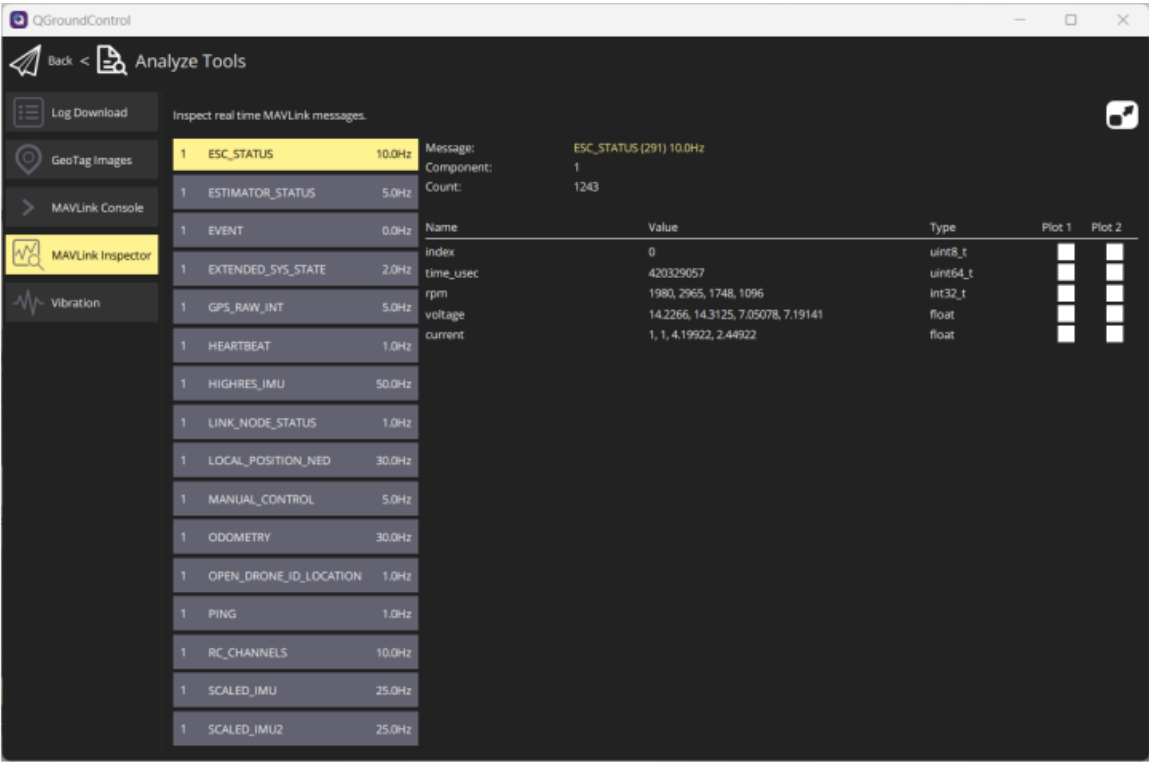 QGroundControl
Back < Analyze Tools
Log Download
GeoTag Images
MAVLink Console
MAVLink Inspector
Vibration
Inspect real time MAVLink messages.
1 ESC_STATUS 10.0Hz
1 ESTIMATOR_STATUS 5.0Hz
1 EVENT 0.0Hz
1 EXTENDED_SYS_STATE 2.0Hz
1 GPS_RAW_INT 5.0Hz
1 HEARTBEAT 1.0Hz
1 HIGHRES_IMU 50.0Hz
1 LINK_NODE_STATUS 1.0Hz
1 LOCAL_POSITION_NED 30.0Hz
1 MANUAL_CONTROL 5.0Hz
1 ODOMETRY 30.0Hz
1 OPEN_DRONE_ID_LOCATION 1.0Hz
1 PING 1.0Hz
1 RC_CHANNELS 10.0Hz
1 SCALED_IMU 25.0Hz
1 SCALED_IMU2 25.0Hz
Message: ESC_STATUS (291) 10.0Hz
Component: 1
Count: 1243
Name Value Type Plot 1 Plot 2
index 0 uint8_t
time_usec 420329057 uint64_t
rpm 1980, 2965, 1748, 1096 int32_t
voltage 14.2266, 14.3125, 7.05078, 7.19141 float
current 1, 1, 4.19922, 2.44922 float